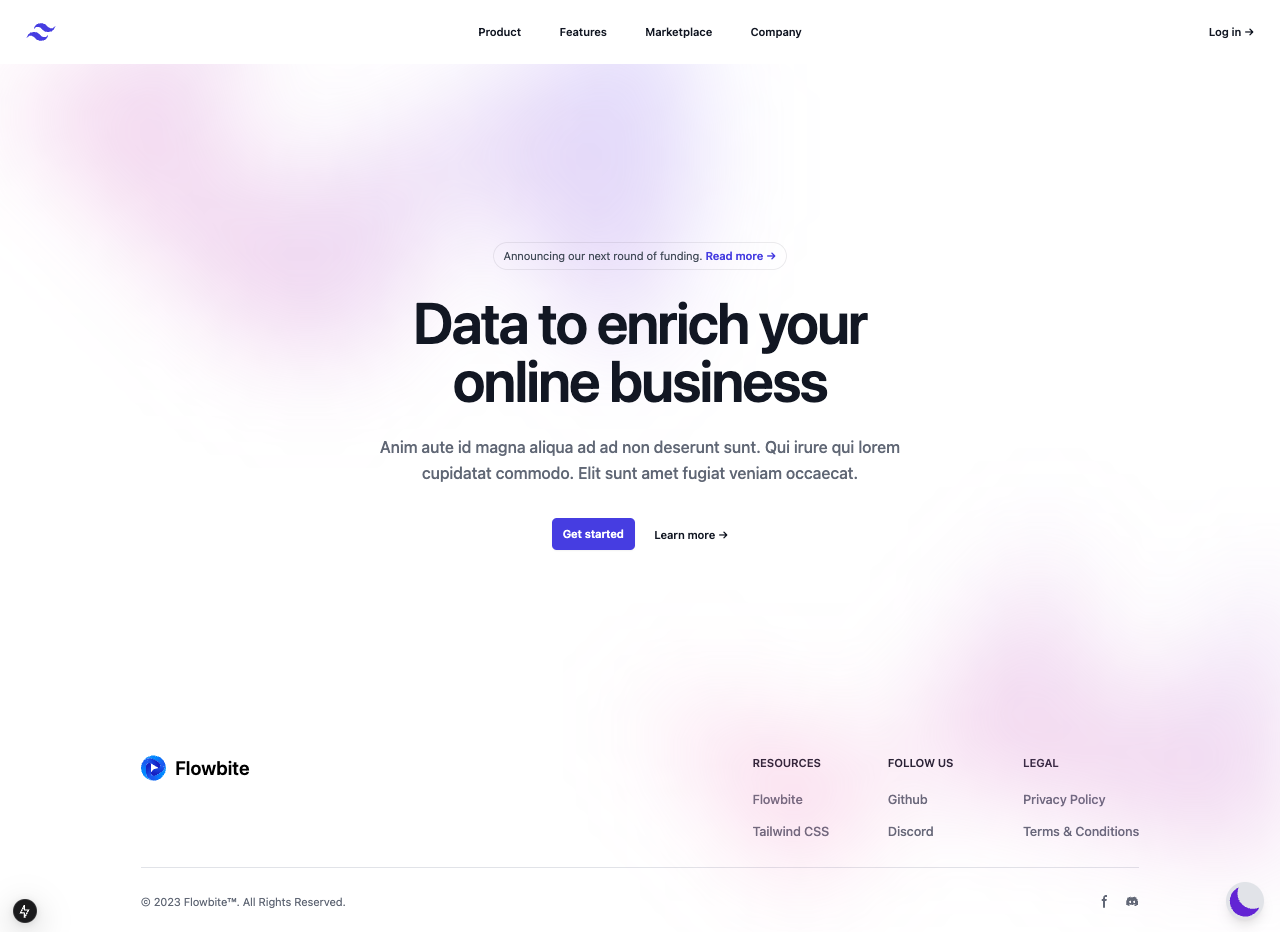 Product
Features
Marketplace
Company
Log in →
Announcing our next round of funding. Read more →
Data to enrich your
online business
Anim aute id magna aliqua ad ad non deserunt sunt. Qui irure qui lorem
cupidatat commodo. Elit sunt amet fugiat veniam occaecat.
Get started
Learn more →
Flowbite
RESOURCES
Flowbite
Tailwind CSS
FOLLOW US
Github
Discord
LEGAL
Privacy Policy
Terms & Conditions
© 2023 Flowbite™. All Rights Reserved.